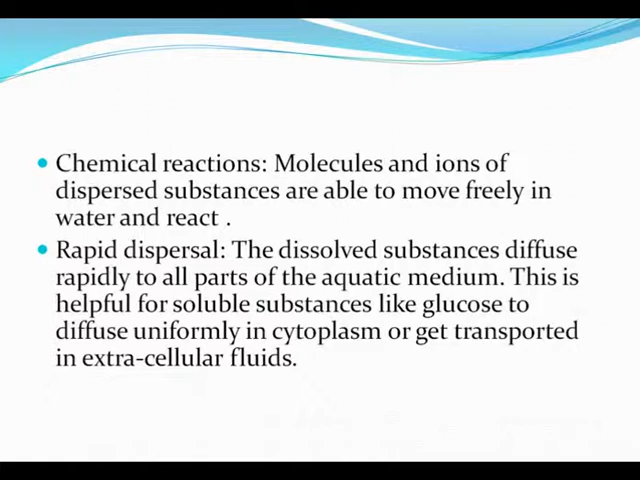 Chemical reactions: Molecules and ions of
dispersed substances are able to move freely in
water and react .
Rapid dispersal: The dissolved substances diffuse
rapidly to all parts of the aquatic medium. This is
helpful for soluble substances like glucose to
diffuse uniformly in cytoplasm or get transported
in extra-cellular fluids.